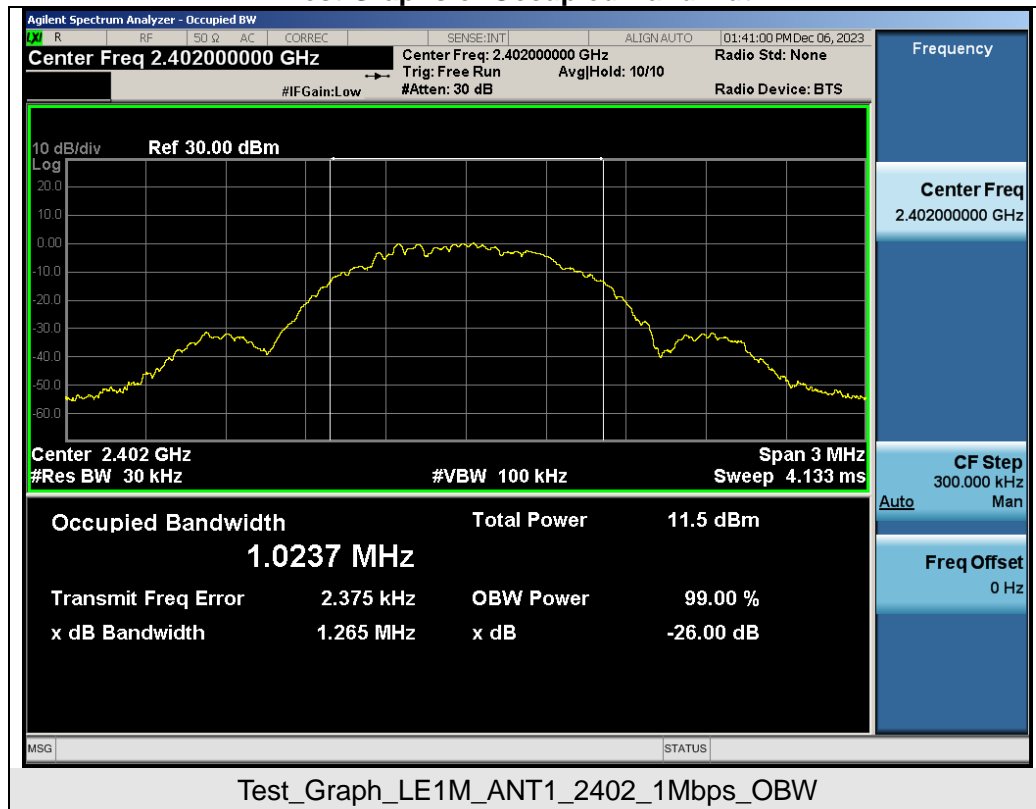 Agilent Spectrum Analyzer - Occupied BW
LXI R RF 50 Ω AC CORREC SENSE:INT ALIGN AUTO 01:41:00 PM Dec 06, 2023
Center Freq 2.402000000 GHz
Center Freq: 2.402000000 GHz
Radio Std: None
Trig: Free Run Avg|Hold: 10/10
#IFGain:Low
#Atten: 30 dB
Radio Device: BTS
Frequency
10 dB/div Ref 30.00 dBm
Log
20.0
10.0
0.00
-10.0
-20.0
-30.0
-40.0
-50.0
-60.0
Center 2.402 GHz Span 3 MHz
#Res BW 30 kHz #VBW 100 kHz Sweep 4.133 ms
Center Freq
2.402000000 GHz
CF Step
300.000 kHz
Auto Man
Freq Offset
0 Hz
Occupied Bandwidth Total Power 11.5 dBm
1.0237 MHz
Transmit Freq Error 2.375 kHz OBW Power 99.00 %
x dB Bandwidth 1.265 MHz x dB -26.00 dB
MSG STATUS
Test_Graph_LE1M_ANT1_2402_1Mbps_OBW